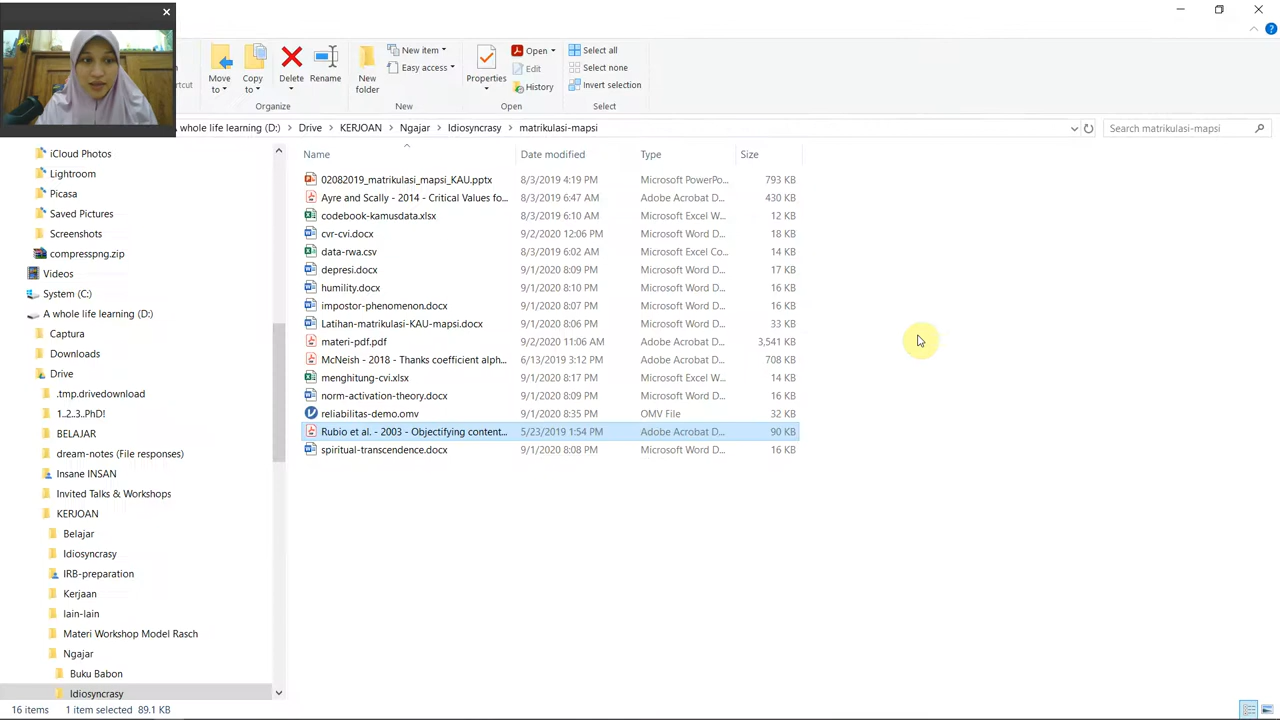 Move to
Copy to
Delete
Rename
New folder
New item
Easy access
Properties
Open
Edit
History
Select all
Select none
Invert selection
Organize
New
Open
Select
A whole life learning (D:) > Drive > KERJOAN > Ngajar > Idiosyncrasy > matrikulasi-mapsi
Search matrikulasi-mapsi
iCloud Photos
Lightroom
Picasa
Saved Pictures
Screenshots
compresspng.zip
Videos
System (C:)
A whole life learning (D:)
Captura
Downloads
Drive
.tmp.drivedownload
1..2..3..PhD!
BELAJAR
dream-notes (File responses)
Insane INSAN
Invited Talks & Workshops
KERJOAN
Belajar
Idiosyncrasy
IRB-preparation
Kerjaan
lain-lain
Materi Workshop Model Rasch
Ngajar
Buku Babon
Idiosyncrasy
Name Date modified Type Size
02082019_matrikulasi_mapsi_KAU.pptx 8/3/2019 4:19 PM Microsoft PowerPo... 793 KB
Ayre and Scally - 2014 - Critical Values fo... 8/3/2019 6:47 AM Adobe Acrobat D... 430 KB
codebook-kamusdata.xlsx 8/3/2019 6:10 AM Microsoft Excel W... 12 KB
cvr-cvi.docx 9/2/2020 12:06 PM Microsoft Word D... 18 KB
data-rwa.csv 8/3/2019 6:02 AM Microsoft Excel Co... 14 KB
depresi.docx 9/1/2020 8:09 PM Microsoft Word D... 17 KB
humility.docx 9/1/2020 8:10 PM Microsoft Word D... 16 KB
impostor-phenomenon.docx 9/1/2020 8:07 PM Microsoft Word D... 16 KB
Latihan-matrikulasi-KAU-mapsi.docx 9/1/2020 8:06 PM Microsoft Word D... 33 KB
materi-pdf.pdf 9/2/2020 11:06 AM Adobe Acrobat D... 3,541 KB
McNeish - 2018 - Thanks coefficient alph... 6/13/2019 3:12 PM Adobe Acrobat D... 708 KB
menghitung-cvi.xlsx 9/1/2020 8:17 PM Microsoft Excel W... 14 KB
norm-activation-theory.docx 9/1/2020 8:09 PM Microsoft Word D... 16 KB
reliabilitas-demo.omv 9/1/2020 8:35 PM OMV File 32 KB
Rubio et al. - 2003 - Objectifying content... 5/23/2019 1:54 PM Adobe Acrobat D... 90 KB
spiritual-transcendence.docx 9/1/2020 8:08 PM Microsoft Word D... 16 KB
16 items 1 item selected 89.1 KB